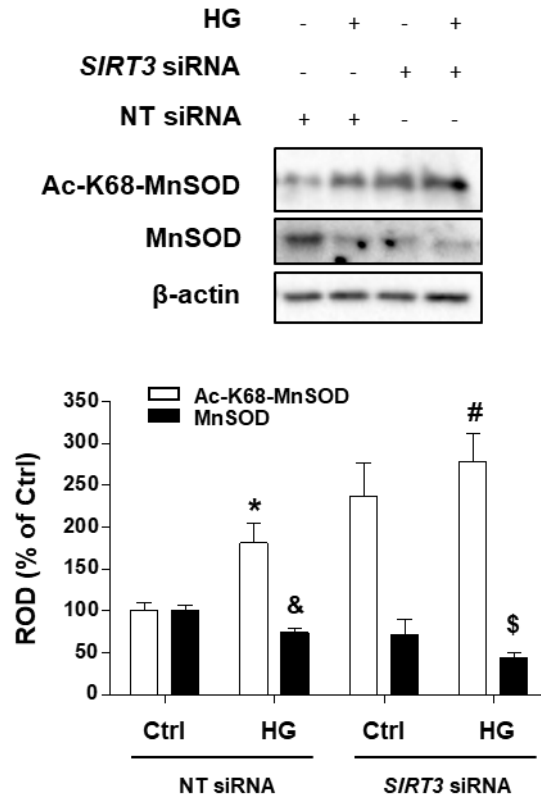 HG - + - +
SIRT3 siRNA - - + +
NT siRNA + + - -
Ac-K68-MnSOD
MnSOD
β-actin
Ac-K68-MnSOD
MnSOD
ROD (% of Ctrl)
350
300
250
200
150
100
50
0
*
&
#
$
Ctrl HG Ctrl HG
NT siRNA SIRT3 siRNA